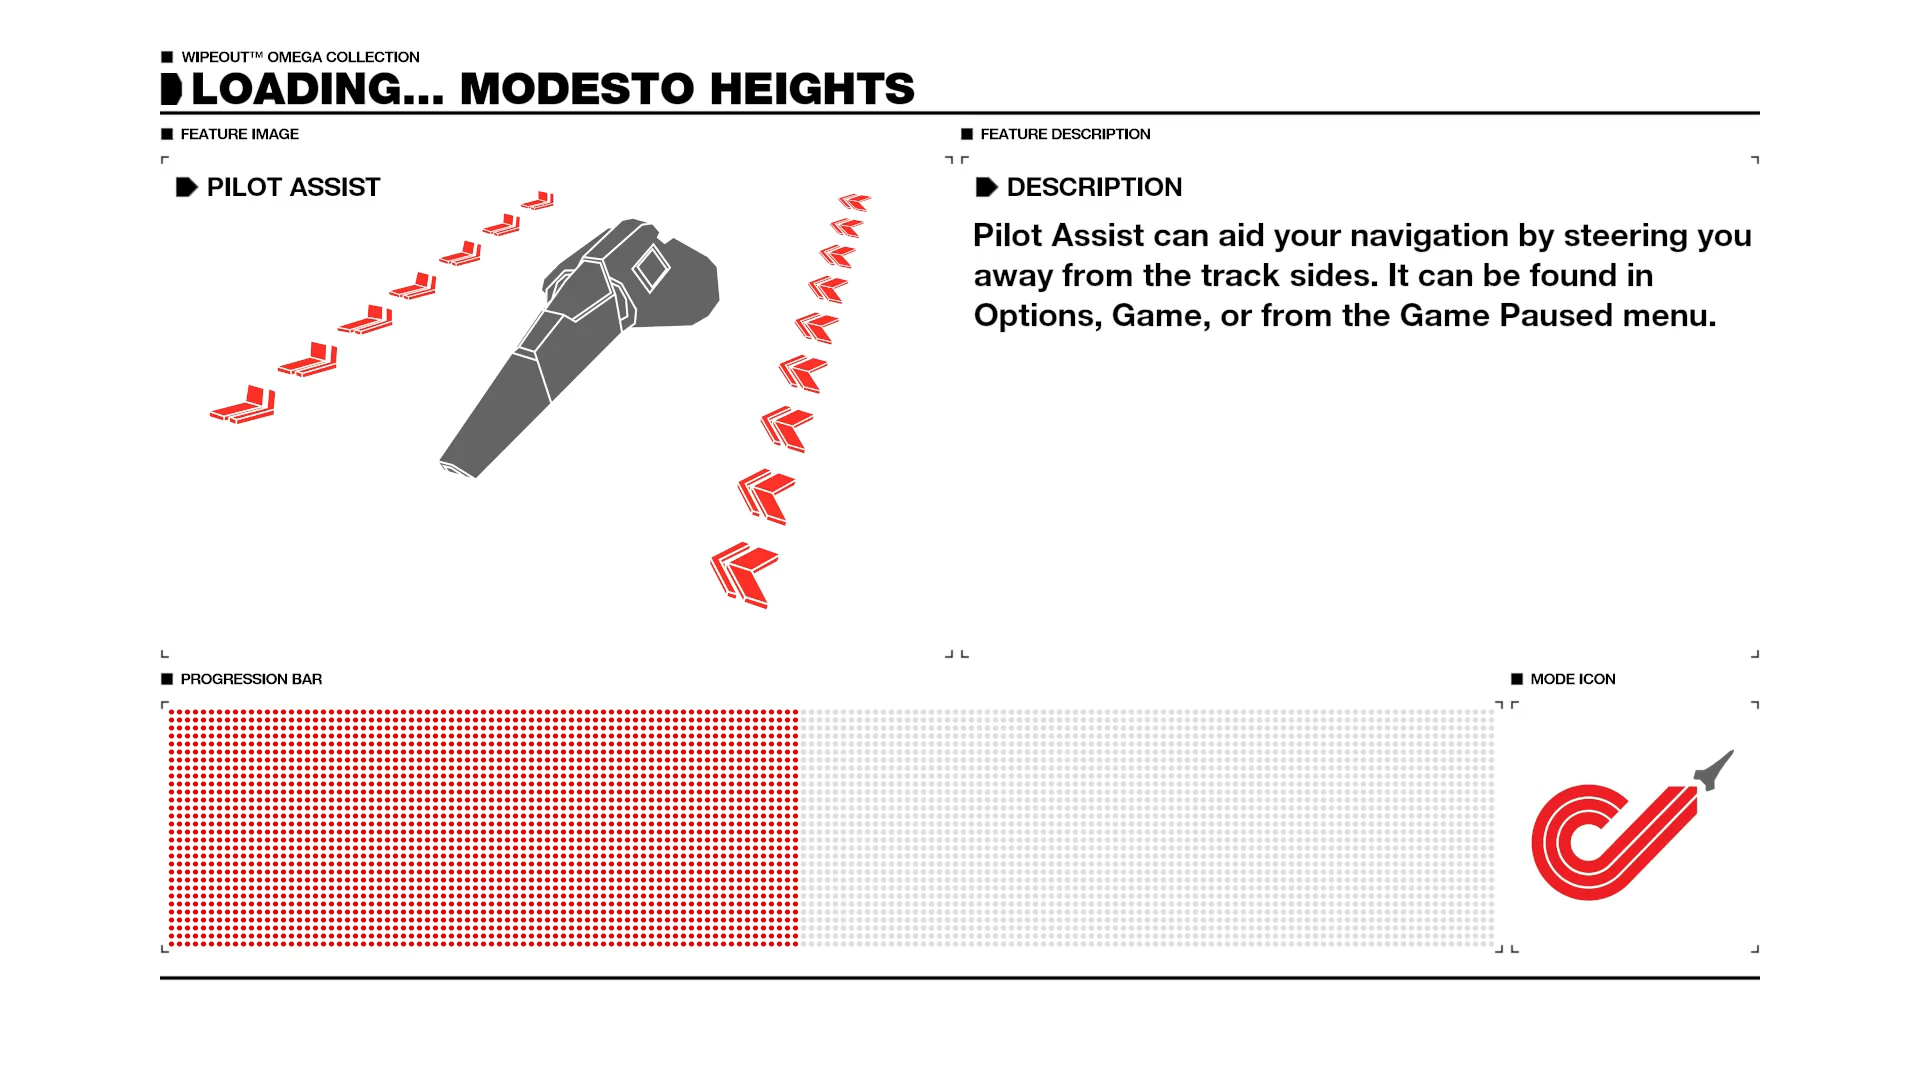 WIPEOUT™ OMEGA COLLECTION
LOADING... MODESTO HEIGHTS
FEATURE IMAGE
PILOT ASSIST
FEATURE DESCRIPTION
DESCRIPTION
Pilot Assist can aid your navigation by steering you
away from the track sides. It can be found in
Options, Game, or from the Game Paused menu.
PROGRESSION BAR
MODE ICON